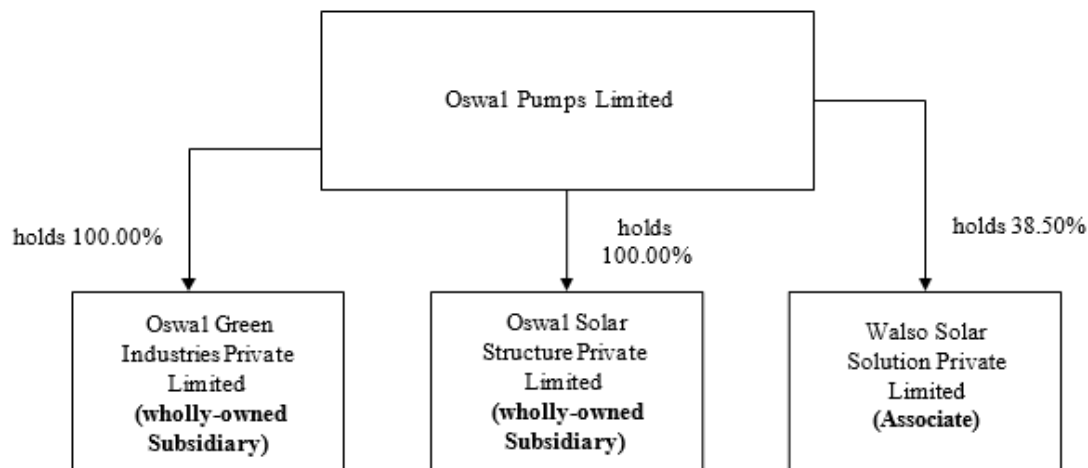 Oswal Pumps Limited
holds 100.00%
holds
100.00%
holds 38.50%
Oswal Green
Industries Private
Limited
(wholly-owned
Subsidiary)
Oswal Solar
Structure Private
Limited
(wholly-owned
Subsidiary)
Walso Solar
Solution Private
Limited
(Associate)